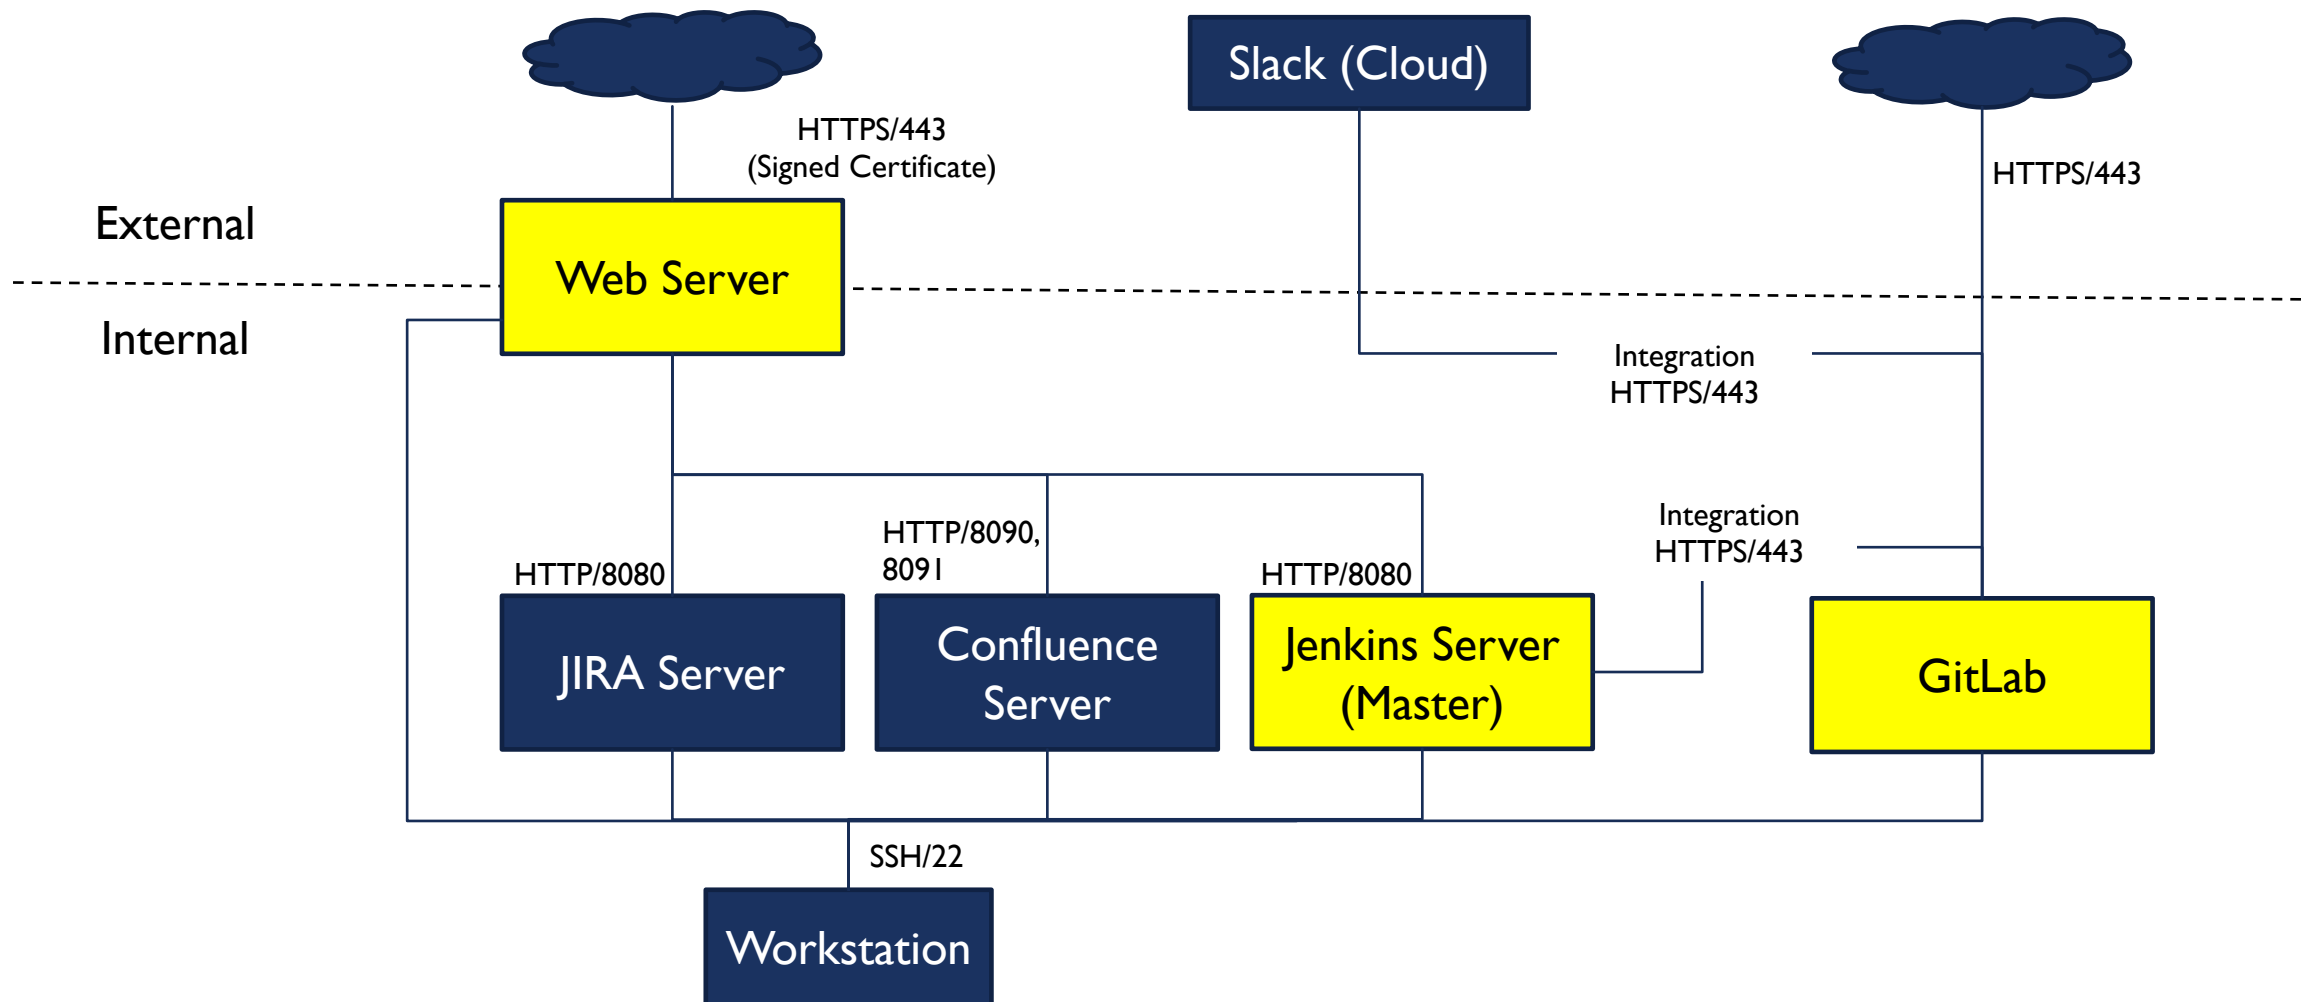 Slack (Cloud)
HTTPS/443
(Signed Certificate)
HTTPS/443
External
Web Server
Internal
Integration
HTTPS/443
Integration
HTTPS/443
HTTP/8090,
8091
HTTP/8080
HTTP/8080
JIRA Server
Confluence
Server
Jenkins Server
(Master)
GitLab
SSH/22
Workstation